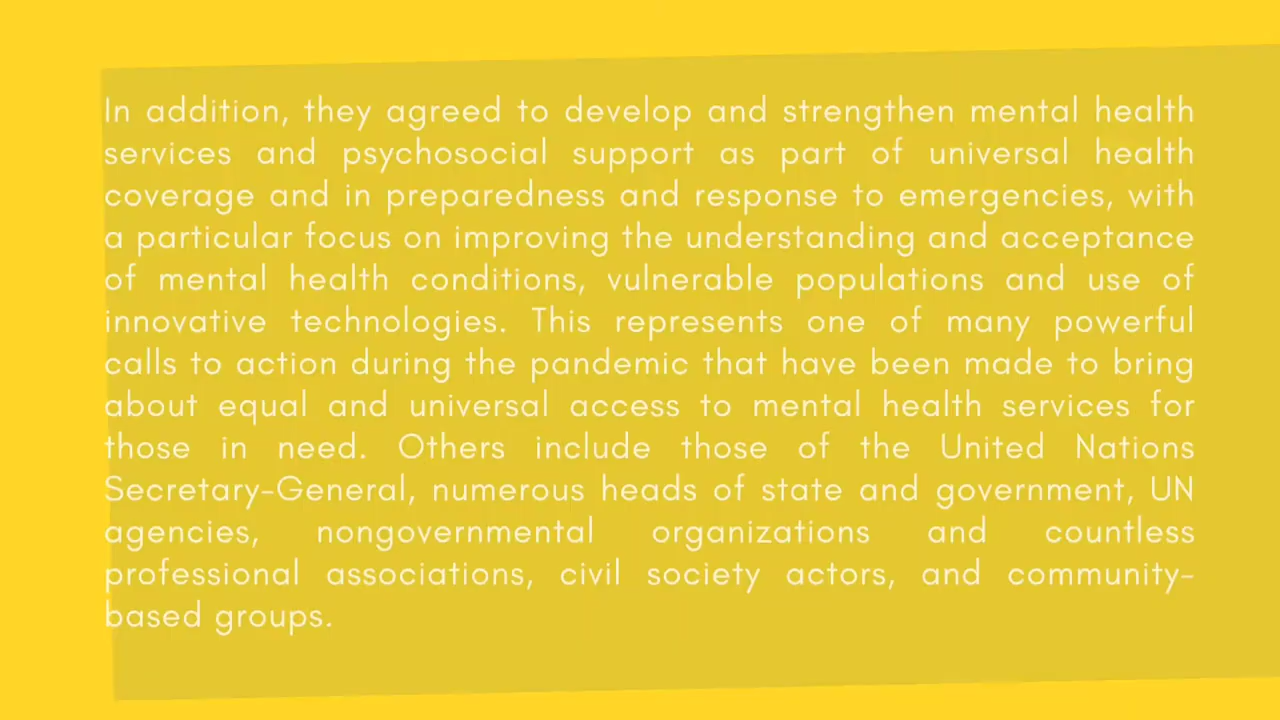 In addition, they agreed to develop and strengthen mental health
services and psychosocial support as part of universal health
coverage and in preparedness and response to emergencies, with
a particular focus on improving the understanding and acceptance
of mental health conditions, vulnerable populations and use of
innovative technologies. This represents one of many powerful
calls to action during the pandemic that have been made to bring
about equal and universal access to mental health services for
those in need. Others include those of the United Nations
Secretary-General, numerous heads of state and government, UN
agencies, nongovernmental organizations and countless
professional associations, civil society actors, and community-
based groups.